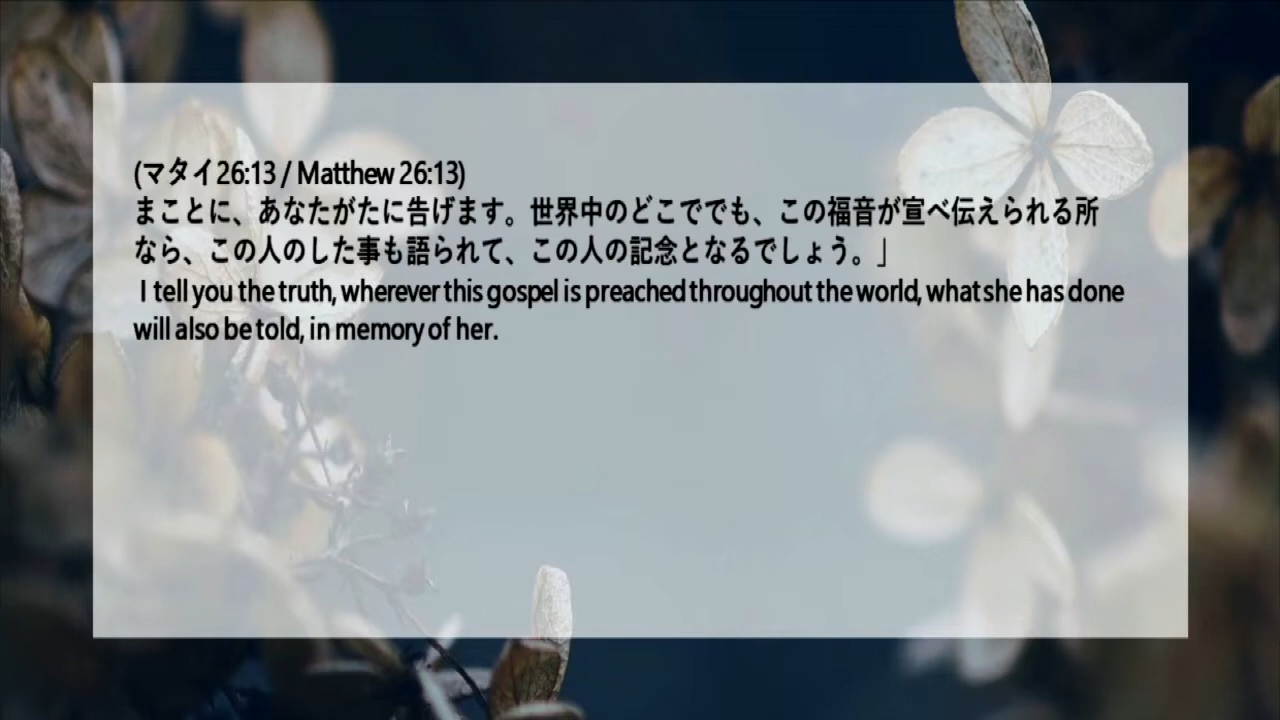 (マタイ26:13 / Matthew 26:13)
まことに、あなたがたに告げます。世界中のどこででも、この福音が宣べ伝えられる所
なら、この人のした事も語られて、この人の記念となるでしょう。」
I tell you the truth, wherever this gospel is preached throughout the world, what she has done
will also be told, in memory of her.